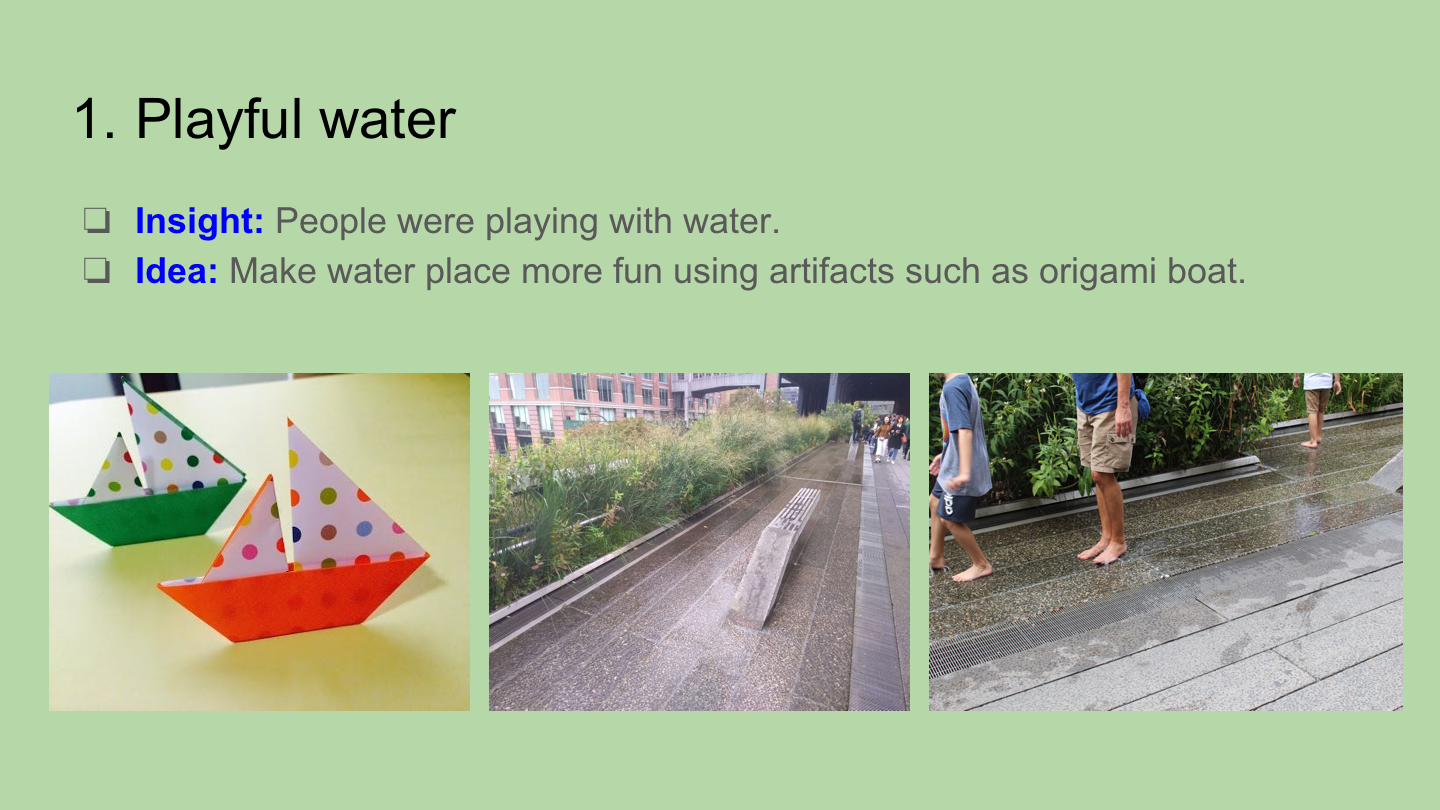 1. Playful water
❏ Insight: People were playing with water.
❏ Idea: Make water place more fun using artifacts such as origami boat.
adidas